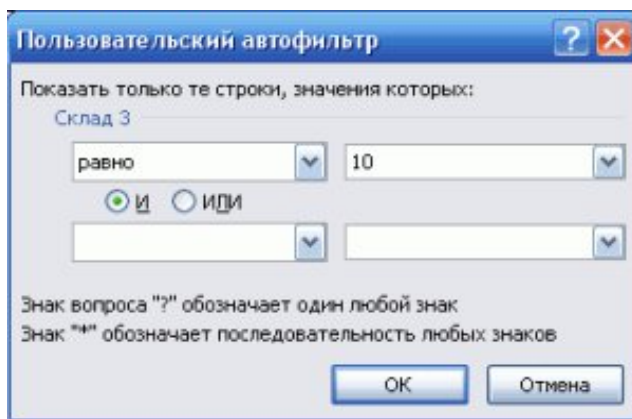 Пользовательский автофильтр
Показать только те строки, значения которых:
Склад 3
равно 10
И ИЛИ
Знак вопроса "?" обозначает один любой знак
Знак "*" обозначает последовательность любых знаков
ОК Отмена